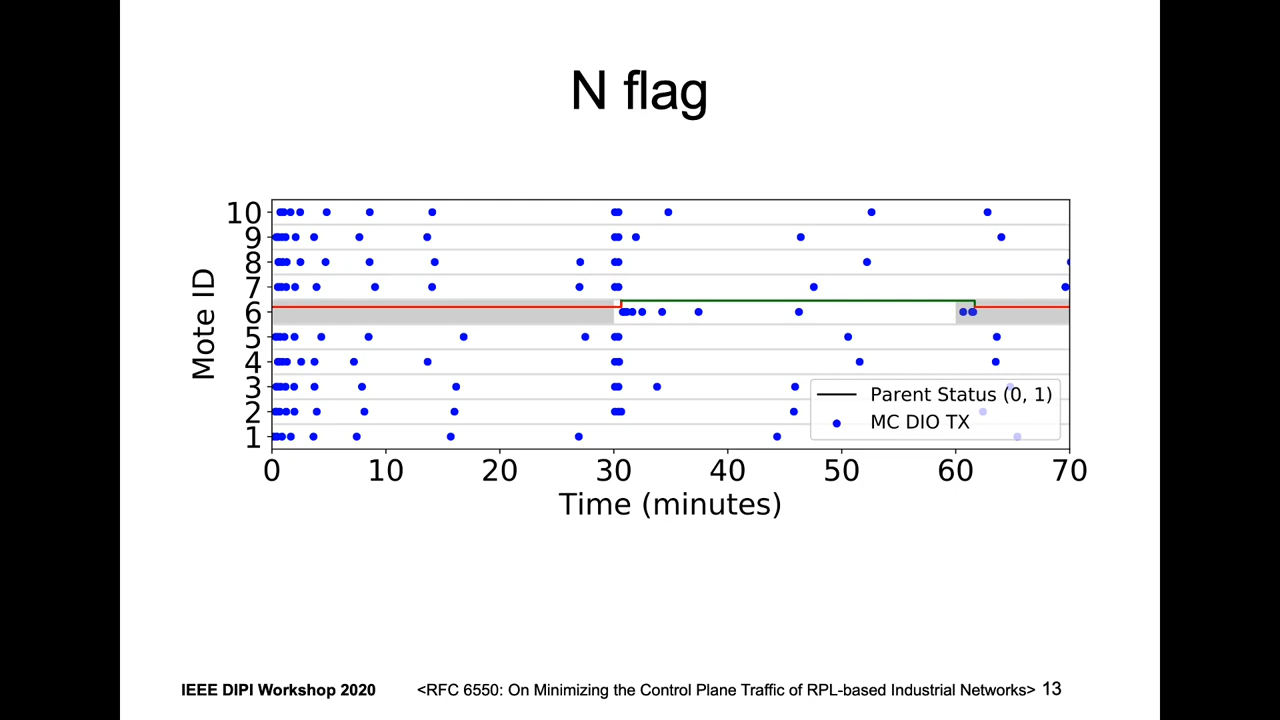 N flag
10
9
8
7
6
5
4
3
2
1
Mote ID
Parent Status (0, 1)
MC DIO TX
0 10 20 30 40 50 60 70
Time (minutes)
IEEE DIPI Workshop 2020 <RFC 6550: On Minimizing the Control Plane Traffic of RPL-based Industrial Networks> 13